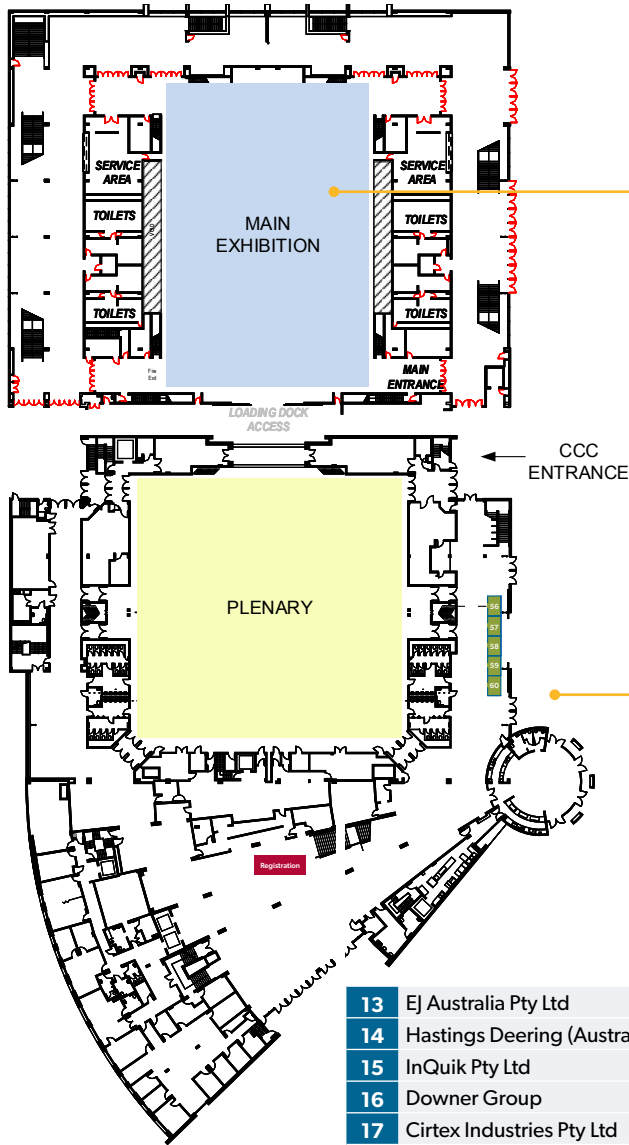 SERVICE
AREA
SERVICE
AREA
TOILETS
TOILETS
MAIN
EXHIBITION
TOILETS
TOILETS
Fire
Exit
MAIN
ENTRANCE
LOADING DOCK
ACCESS
CCC
ENTRANCE
PLENARY
56
57
58
59
60
Registration
13 EJ Australia Pty Ltd
14 Hastings Deering (Austra
15 InQuik Pty Ltd
16 Downer Group
17 Cirtex Industries Pty Ltd